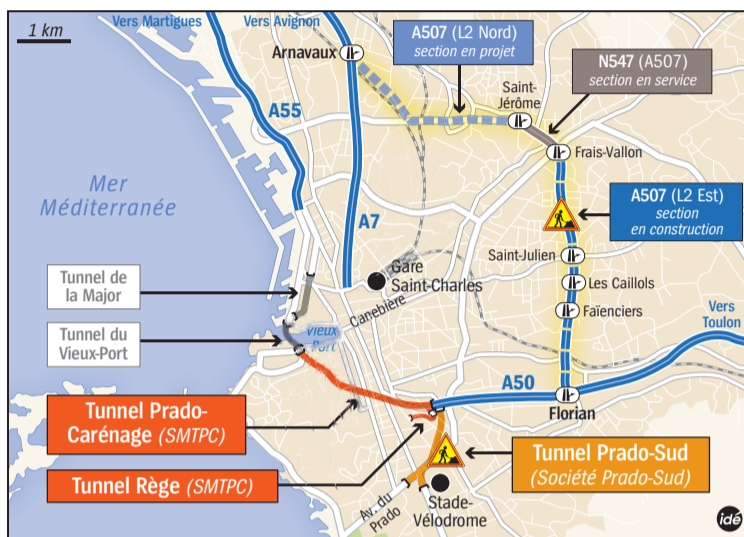 1 km
Vers Martigues
Vers Avignon
Arnavaux
A507 (L2 Nord)
section en projet
N547 (A507)
section en service
Saint-
Jérôme
A55
Frais-Vallon
Mer
Méditerranée
A7
A507 (L2 Est)
section
en construction
Saint-Julien
Gare
Saint-Charles
Les Caillols
Tunnel de
la Major
Canebière
Faïenciers
Vers
Toulon
Tunnel du
Vieux-Port
Vieux
Port
A50
Florian
Tunnel Prado-
Carénage (SMTPC)
Tunnel Prado-Sud
(Société Prado-Sud)
Tunnel Rège (SMTPC)
Av. du
Prado
Stade-
Vélodrome
idé